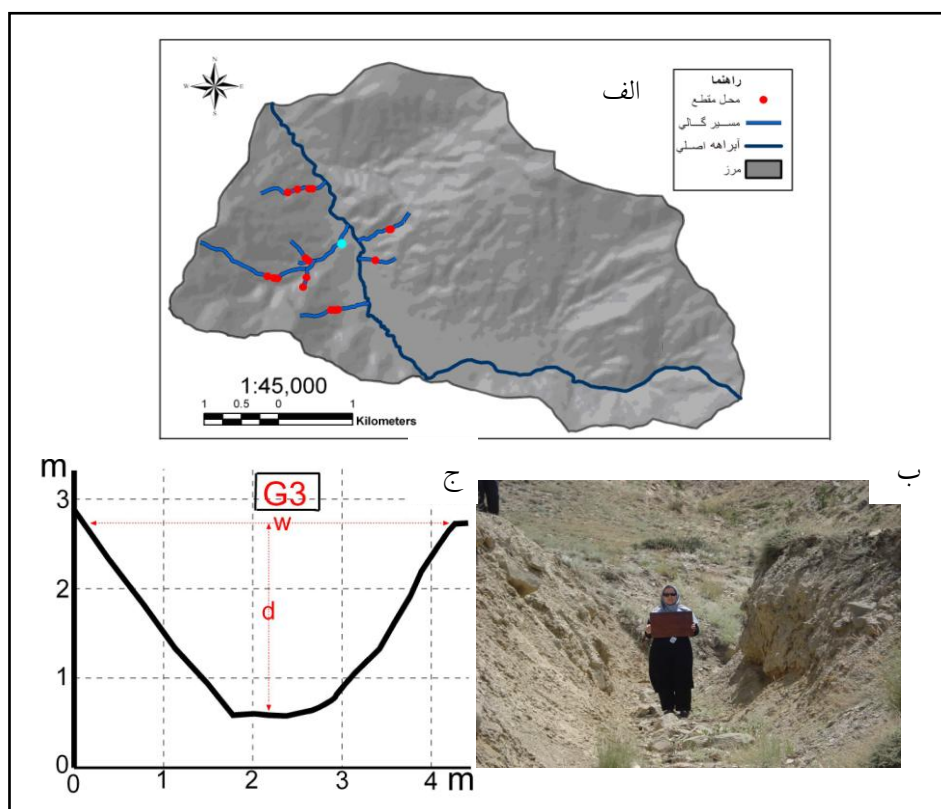 الف
راهنما
محل مقطع
مسیر گالی
آبراهه اصلی
مرز
N
W E
S
1:45,000
1 0.5 0 1
Kilometers
ج
ب
m
G3
w
d
3
2
1
0
0 1 2 3 4 m